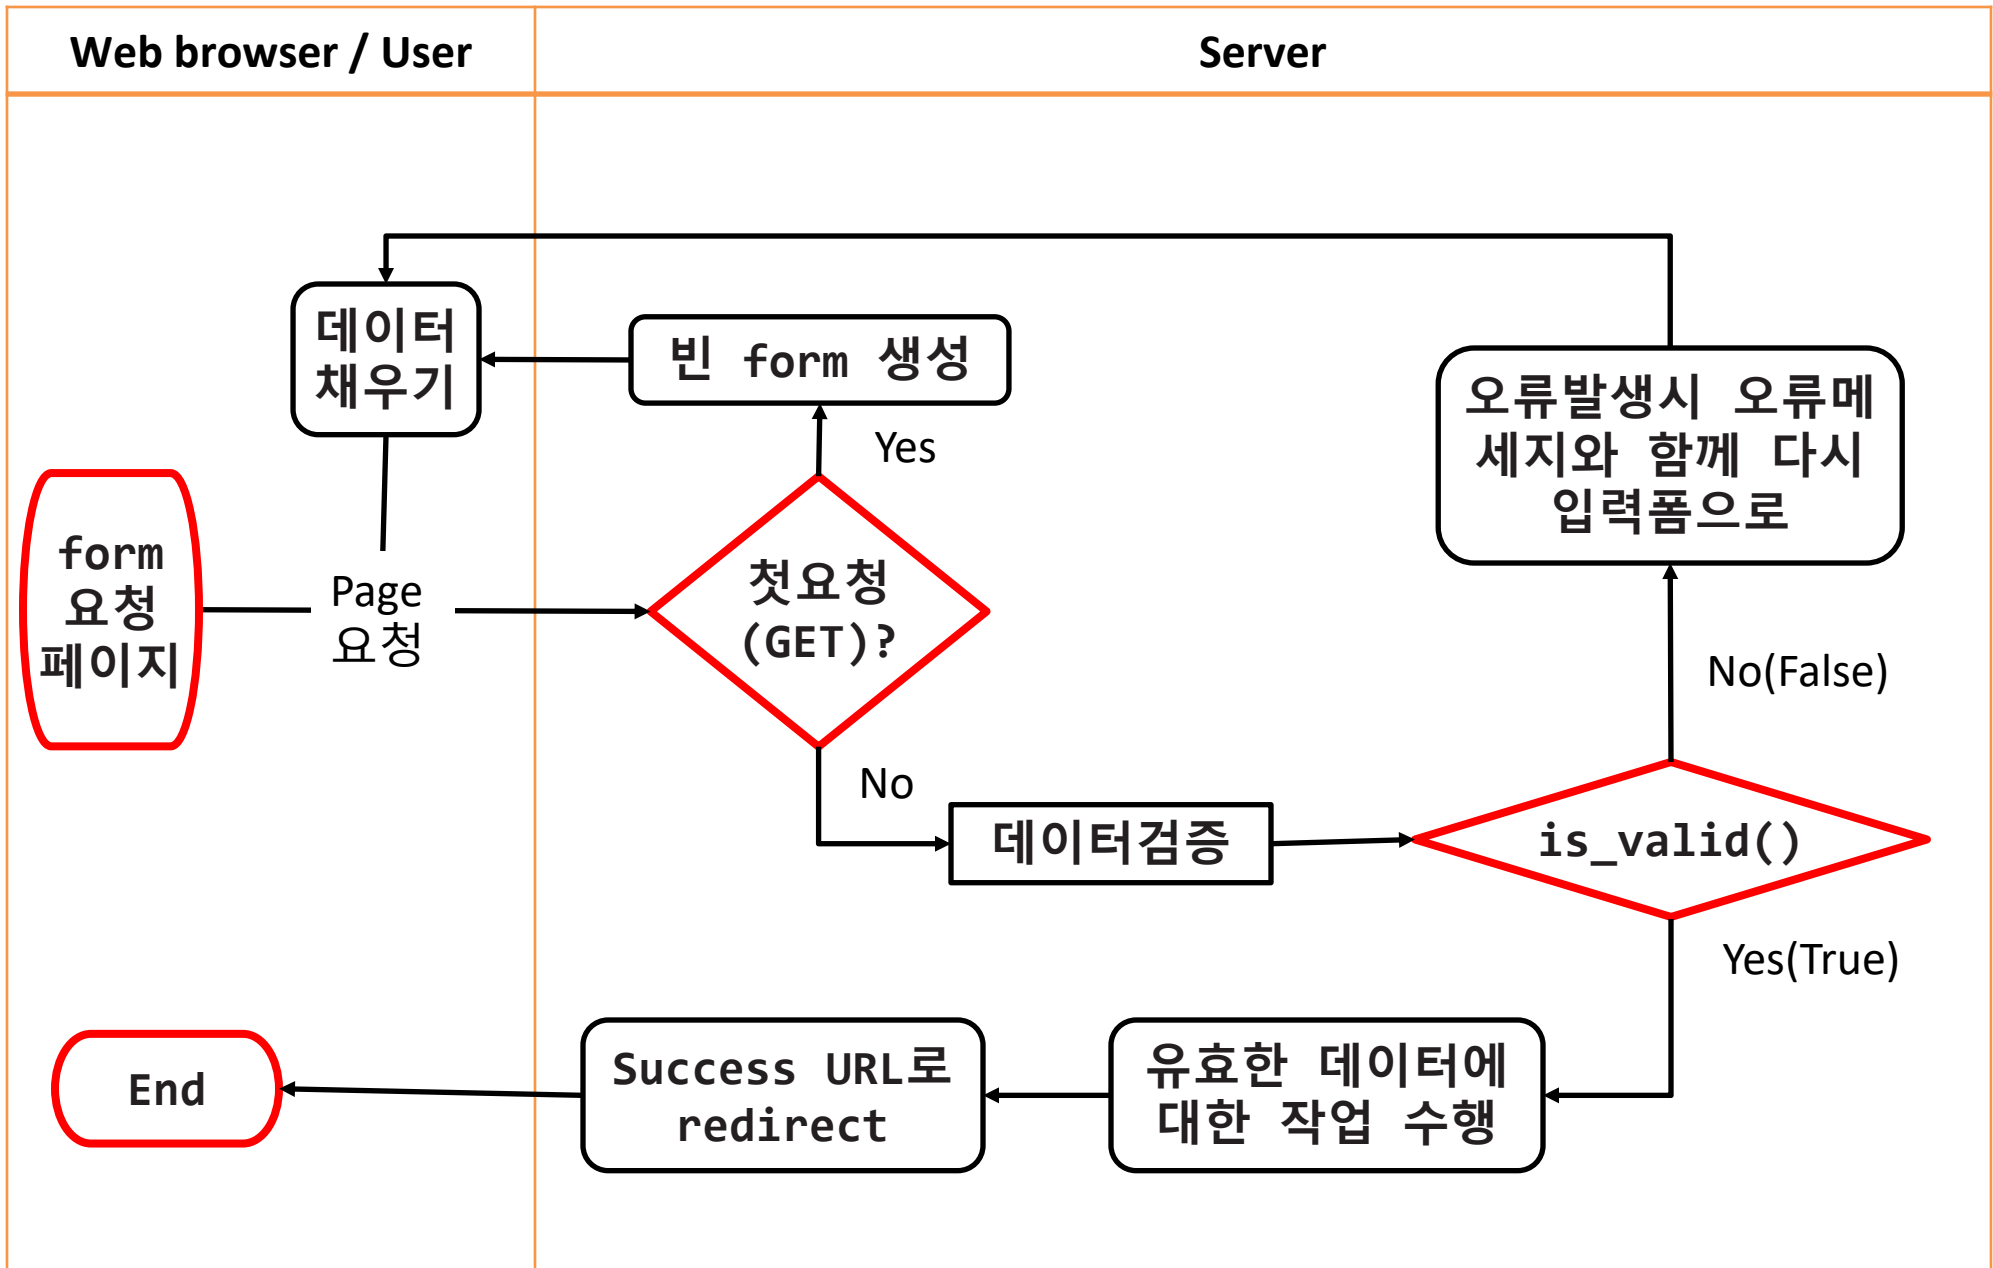 Web browser / User
Server
데이터
채우기
빈 form 생성
오류발생시 오류메
세지와 함께 다시
입력폼으로
Yes
form
요청
페이지
Page
요청
첫요청
(GET)?
No(False)
No
데이터검증
is_valid()
Yes(True)
End
Success URL로
redirect
유효한 데이터에
대한 작업 수행